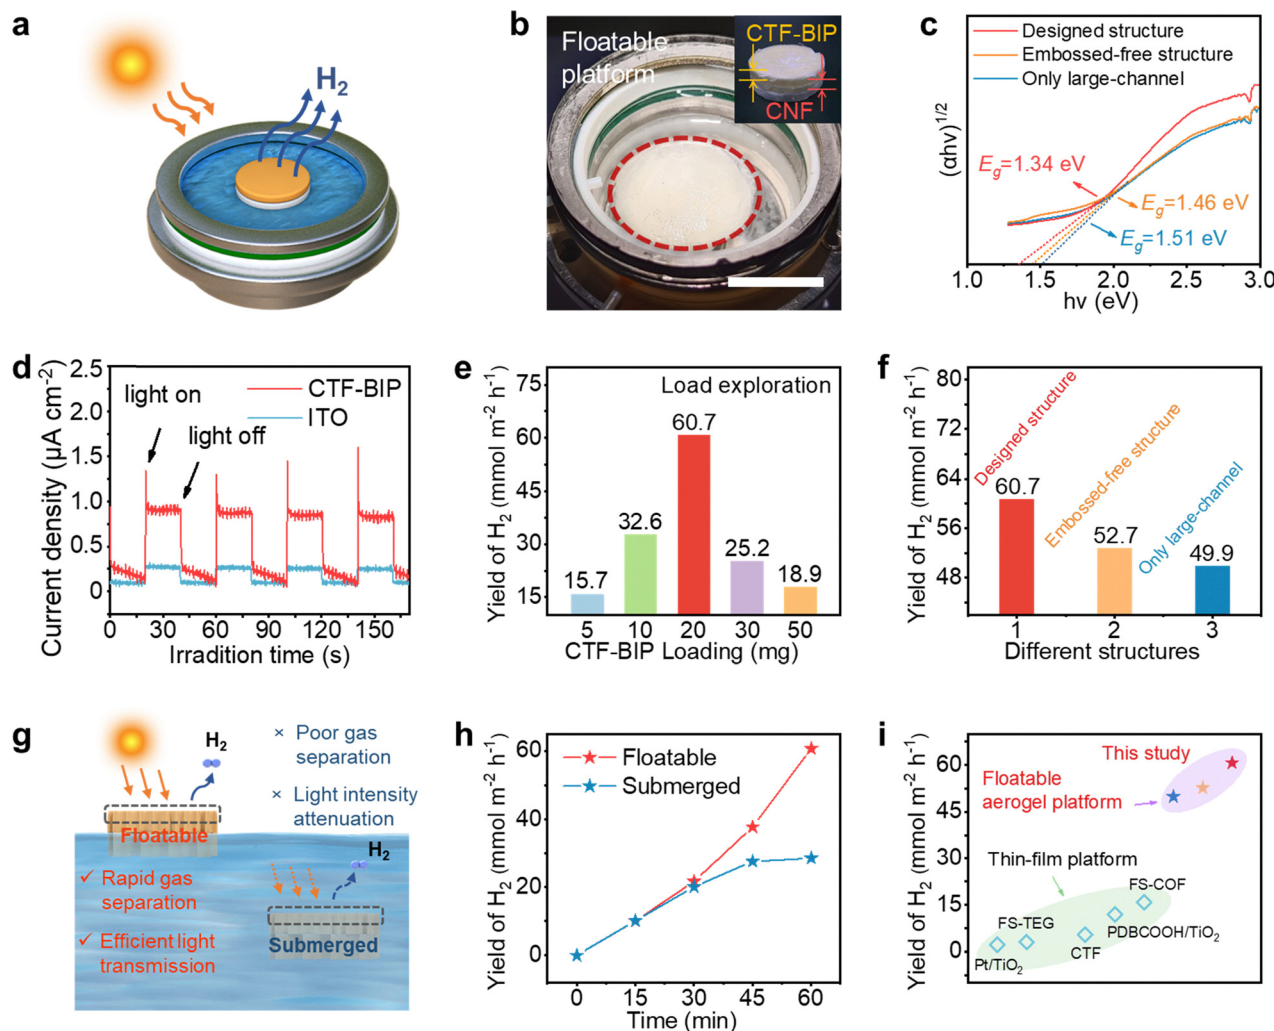 a
H2
b
Floatable
platform
CTF-BIP
CNF
c
Designed structure
Embossed-free structure
Only large-channel
(αhν)1/2
Eg=1.34 eV
Eg=1.46 eV
Eg=1.51 eV
1.0 1.5 2.0 2.5 3.0
hν (eV)
d
Current density (μA cm-2)
2.5
2.0
1.5
1.0
0.5
0
light on
CTF-BIP
ITO
light off
0 30 60 90 120 150
Irradition time (s)
e
Yield of H2 (mmol m-2 h-1)
75
60
45
30
15
Load exploration
15.7
32.6
60.7
25.2
18.9
5 10 20 30 50
CTF-BIP Loading (mg)
f
Yield of H2 (mmol m-2 h-1)
80
72
64
56
48
Designed structure
60.7
Embossed-free structure
52.7
Only large-channel
49.9
1 2 3
Different structures
g
H2
× Poor gas
separation
× Light intensity
attenuation
Floatable
H2
✓ Rapid gas
separation
✓ Efficient light
transmission
Submerged
h
Yield of H2 (mmol m-2 h-1)
60
40
20
0
Floatable
Submerged
0 15 30 45 60
Time (min)
i
Yield of H2 (mmol m-2 h-1)
60
45
30
15
0
This study
Floatable
aerogel platform
Thin-film platform
FS-COF
FS-TEG
PDBCOOH/TiO2
CTF
Pt/TiO2